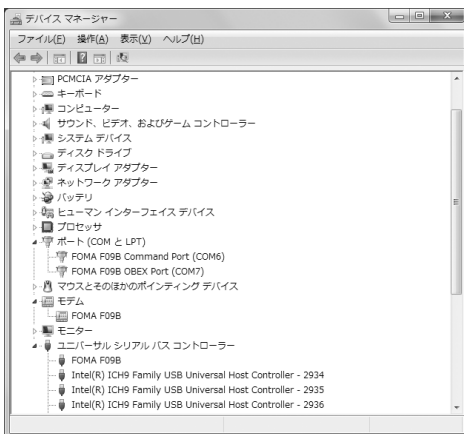 デバイス マネージャー
ファイル(F) 操作(A) 表示(V) ヘルプ(H)
PCMCIA アダプター
キーボード
コンピューター
サウンド、ビデオ、およびゲーム コントローラー
システム デバイス
ディスク ドライブ
ディスプレイ アダプター
ネットワーク アダプター
バッテリ
ヒューマン インターフェイス デバイス
プロセッサ
ポート (COM と LPT)
FOMA F09B Command Port (COM6)
FOMA F09B OBEX Port (COM7)
マウスとそのほかのポインティング デバイス
モデム
FOMA F09B
モニター
ユニバーサル シリアル バス コントローラー
FOMA F09B
Intel(R) ICH9 Family USB Universal Host Controller - 2934
Intel(R) ICH9 Family USB Universal Host Controller - 2935
Intel(R) ICH9 Family USB Universal Host Controller - 2936